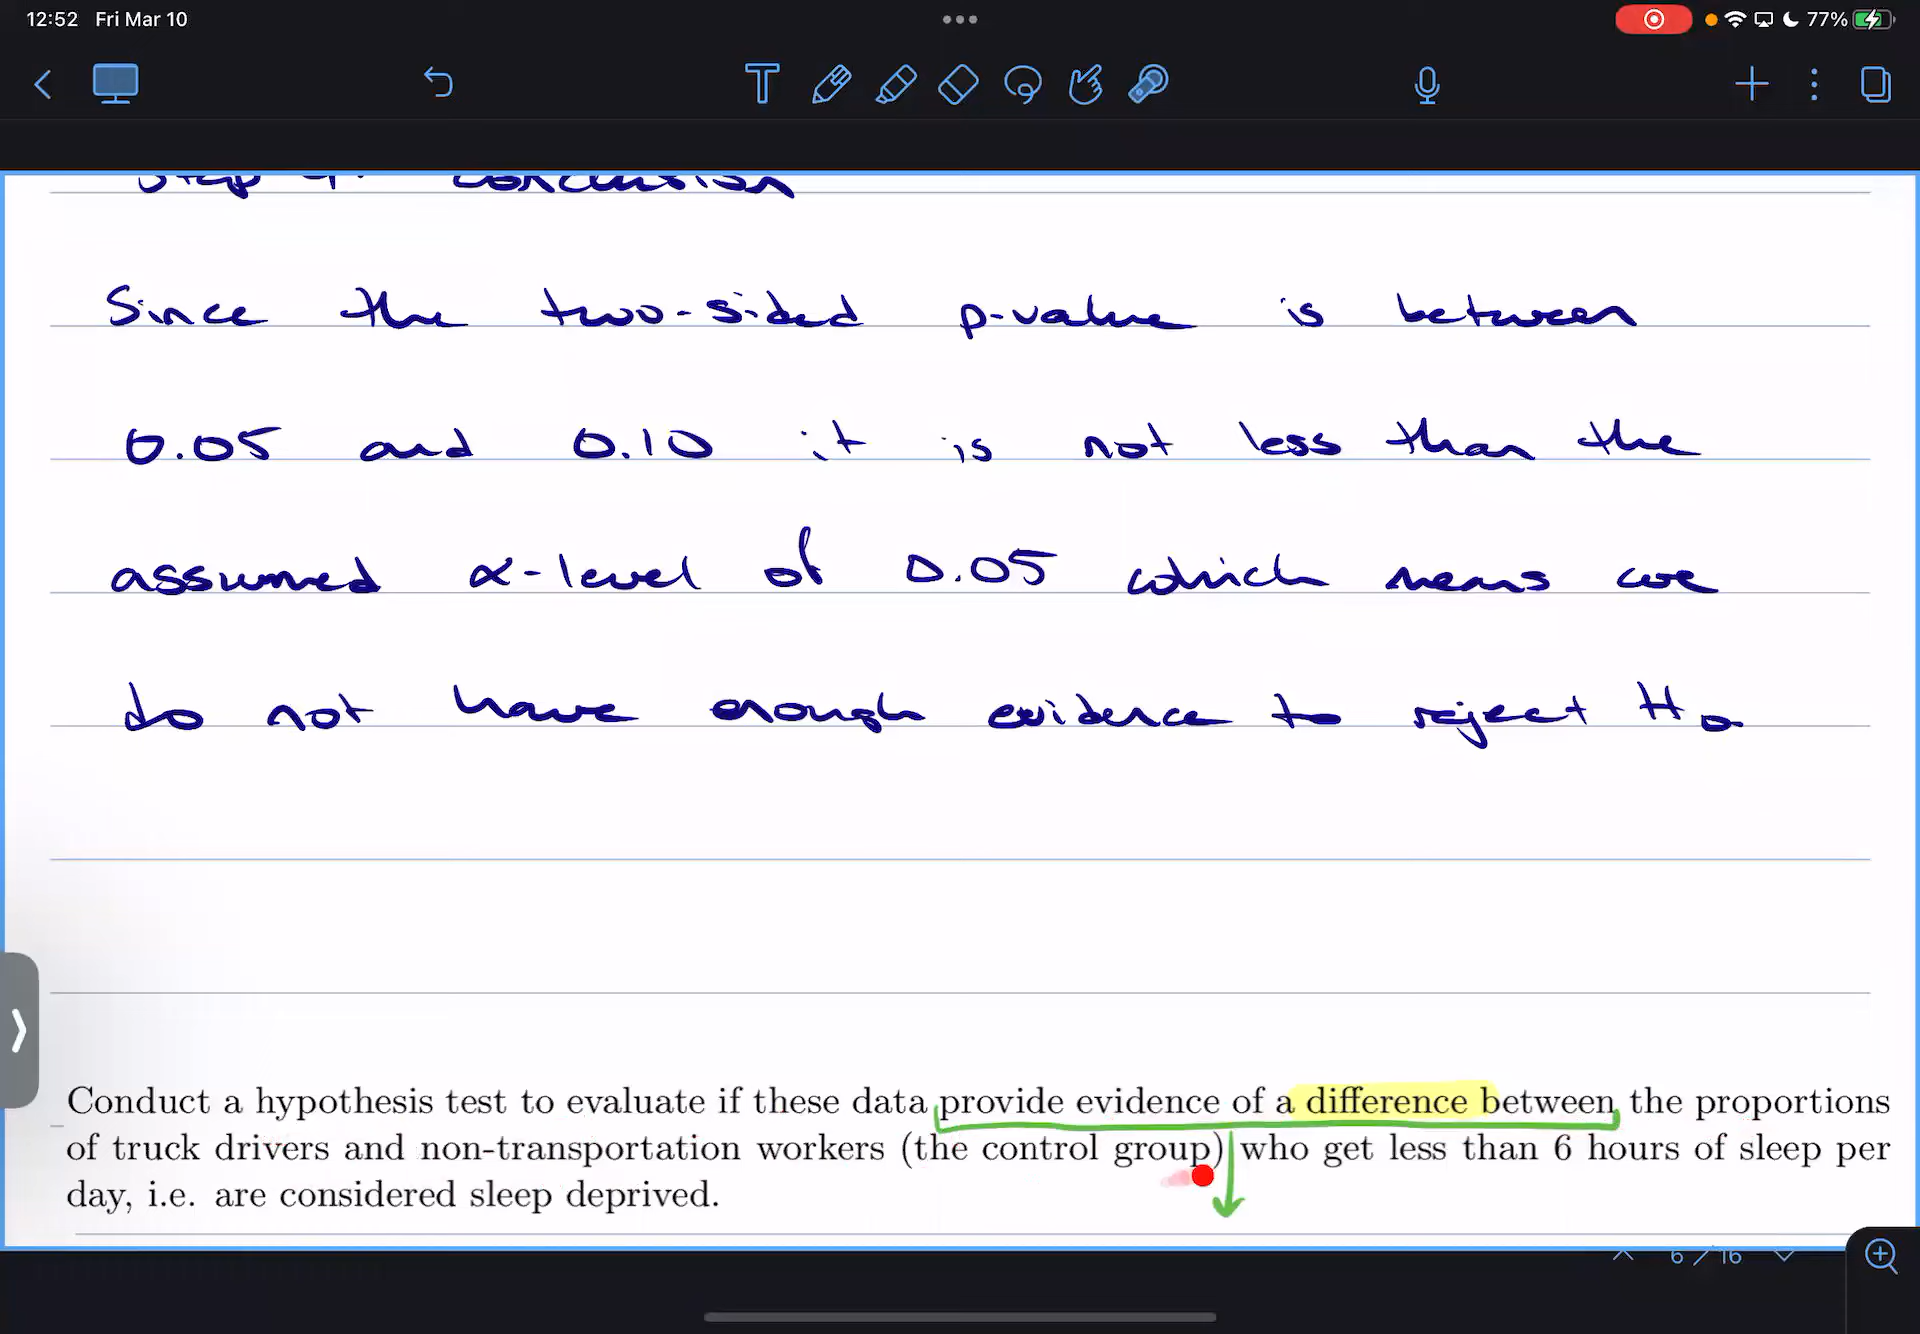 12:52 Fri Mar 10
77%
Step 4: conclusion
Since the two-sided p-value is between
0.05 and 0.10 it is not less than the
assumed α-level of 0.05 which means we
do not have enough evidence to reject H₀
Conduct a hypothesis test to evaluate if these data provide evidence of a difference between the proportions
of truck drivers and non-transportation workers (the control group) who get less than 6 hours of sleep per
day, i.e. are considered sleep deprived.
6 / 16